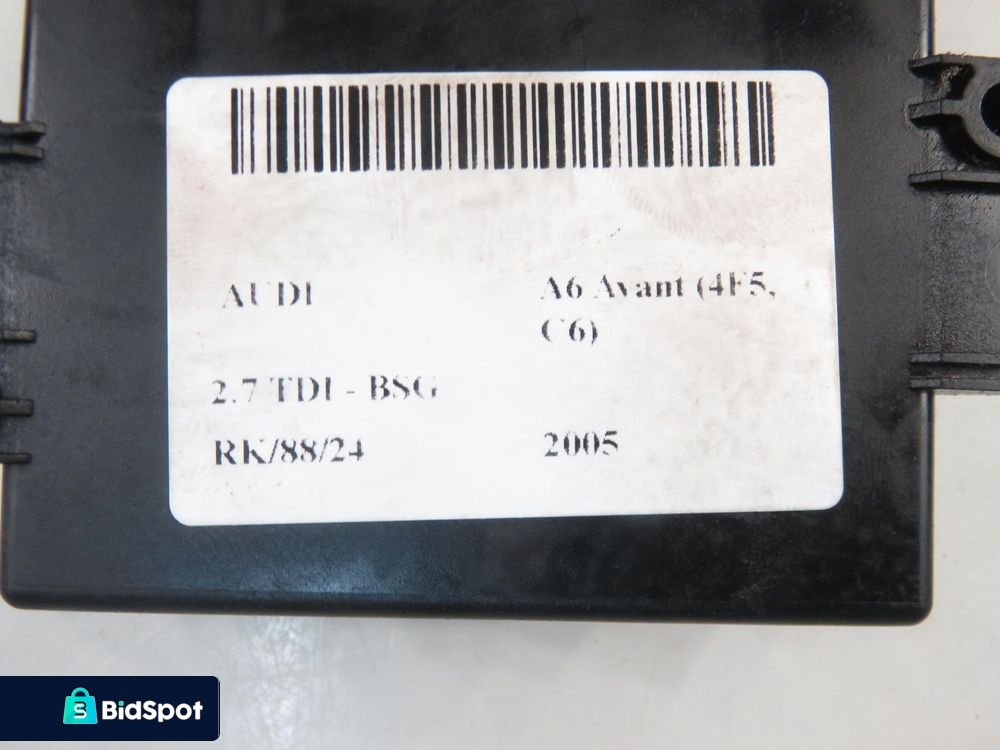 AUDI
A6 Avant (4F5,
C6)
2.7 TDI - BSG
RK/88/24
2005
BidSpot